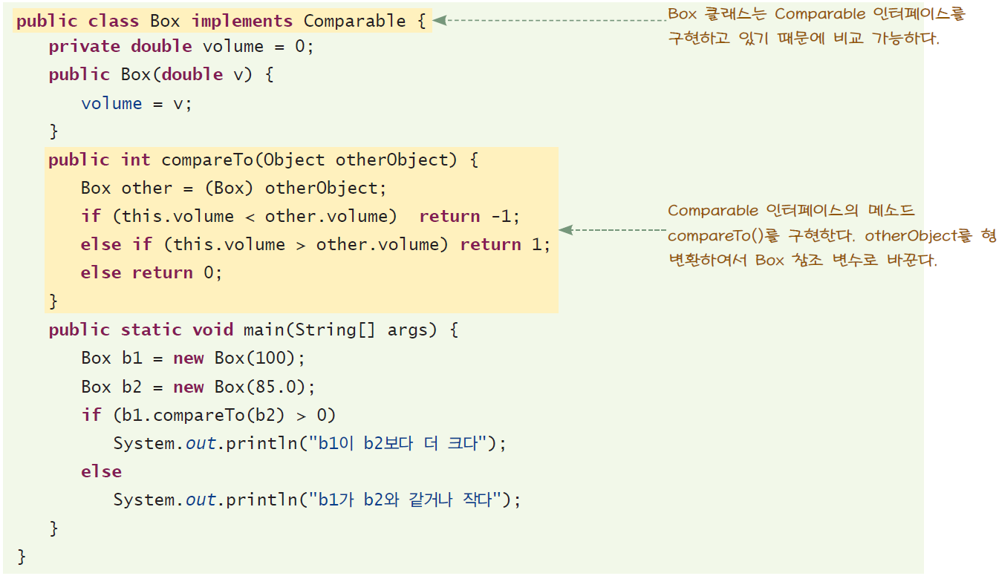 public class Box implements Comparable {
Box 클래스는 Comparable 인터페이스를
구현하고 있기 때문에 비교 가능하다.
private double volume = 0;
public Box(double v) {
volume = v;
}
public int compareTo(Object otherObject) {
Box other = (Box) otherObject;
if (this.volume < other.volume)  return -1;
else if (this.volume > other.volume) return 1;
else return 0;
}
Comparable 인터페이스의 메소드
compareTo()를 구현한다. otherObject를 형
변환하여서 Box 참조 변수로 바꾼다.
public static void main(String[] args) {
Box b1 = new Box(100);
Box b2 = new Box(85.0);
if (b1.compareTo(b2) > 0)
System.out.println("b1이 b2보다 더 크다");
else
System.out.println("b1가 b2와 같거나 작다");
}
}